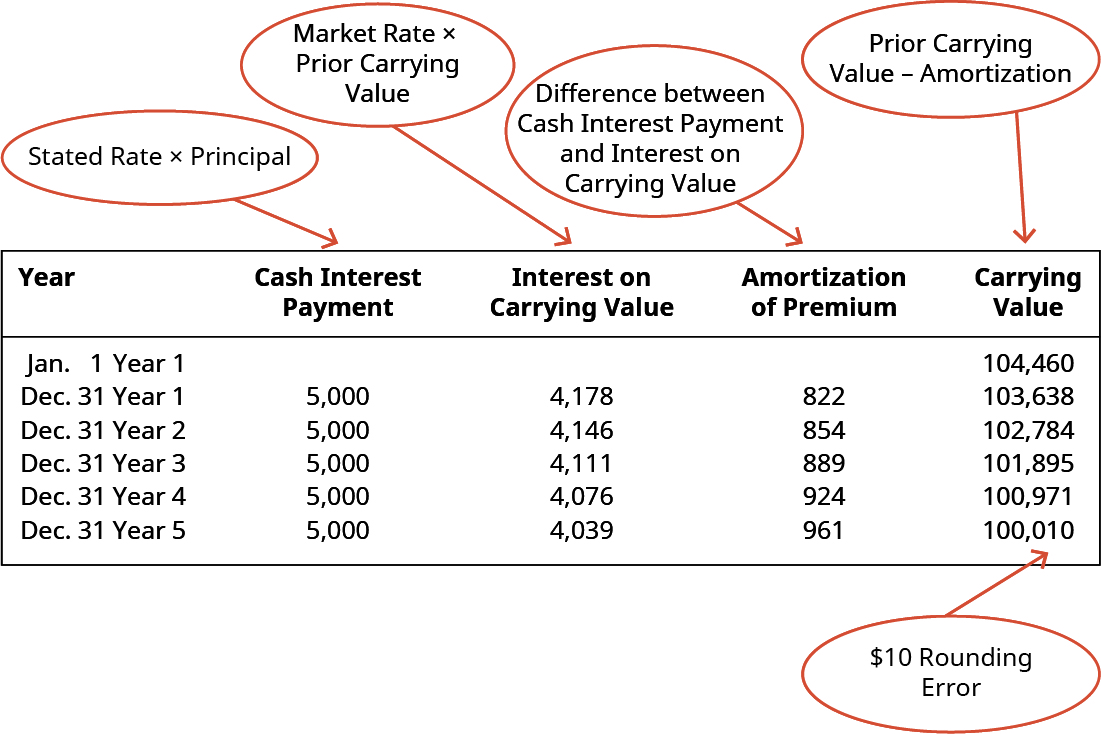 Market Rate ×
Prior Carrying
Value
Prior Carrying
Value – Amortization
Difference between
Cash Interest Payment
and Interest on
Carrying Value
Stated Rate × Principal
Year Cash Interest Payment Interest on Carrying Value Amortization of Premium Carrying Value
Jan. 1 Year 1 104,460
Dec. 31 Year 1 5,000 4,178 822 103,638
Dec. 31 Year 2 5,000 4,146 854 102,784
Dec. 31 Year 3 5,000 4,111 889 101,895
Dec. 31 Year 4 5,000 4,076 924 100,971
Dec. 31 Year 5 5,000 4,039 961 100,010
$10 Rounding
Error